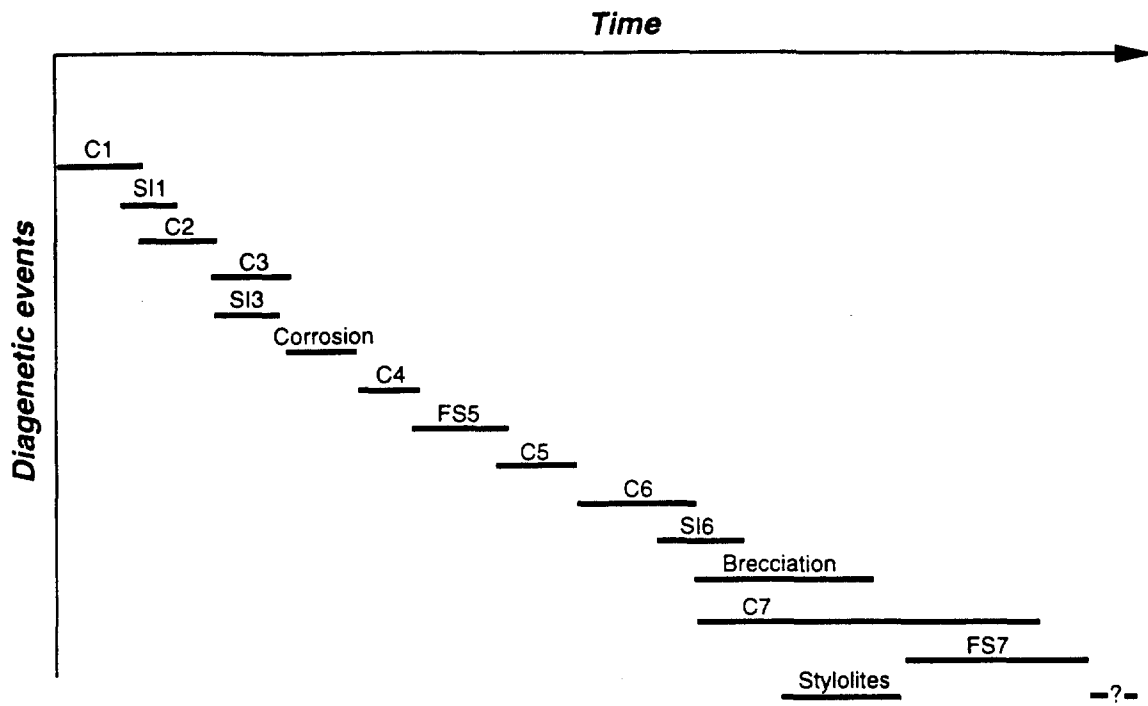 Time
Diagenetic events
C1
SI1
C2
C3
SI3
Corrosion
C4
FS5
C5
C6
SI6
Brecciation
C7
FS7
Stylolites
?